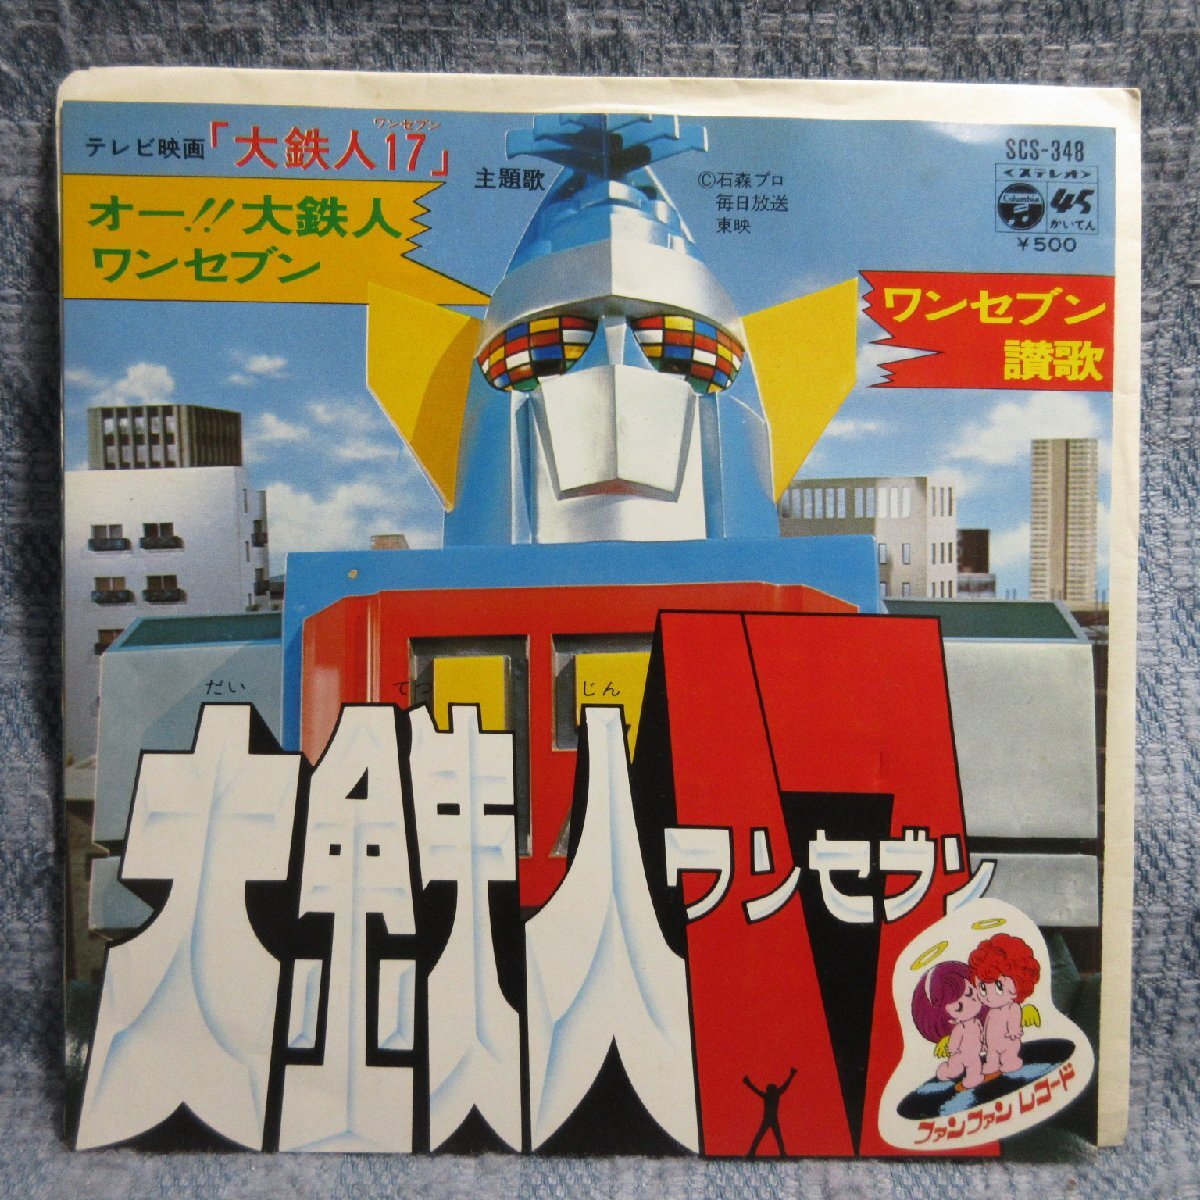 テレビ映画「大鉄人17」
ワンセブン
主題歌
オー!!大鉄人
ワンセブン
©石森プロ
毎日放送
東映
SCS-348
<ステレオ>
Columbia
45
かいてん
¥500
ワンセブン
讃歌
だい てつ じん
大鉄人17
ワンセブン
ファンファンレコード